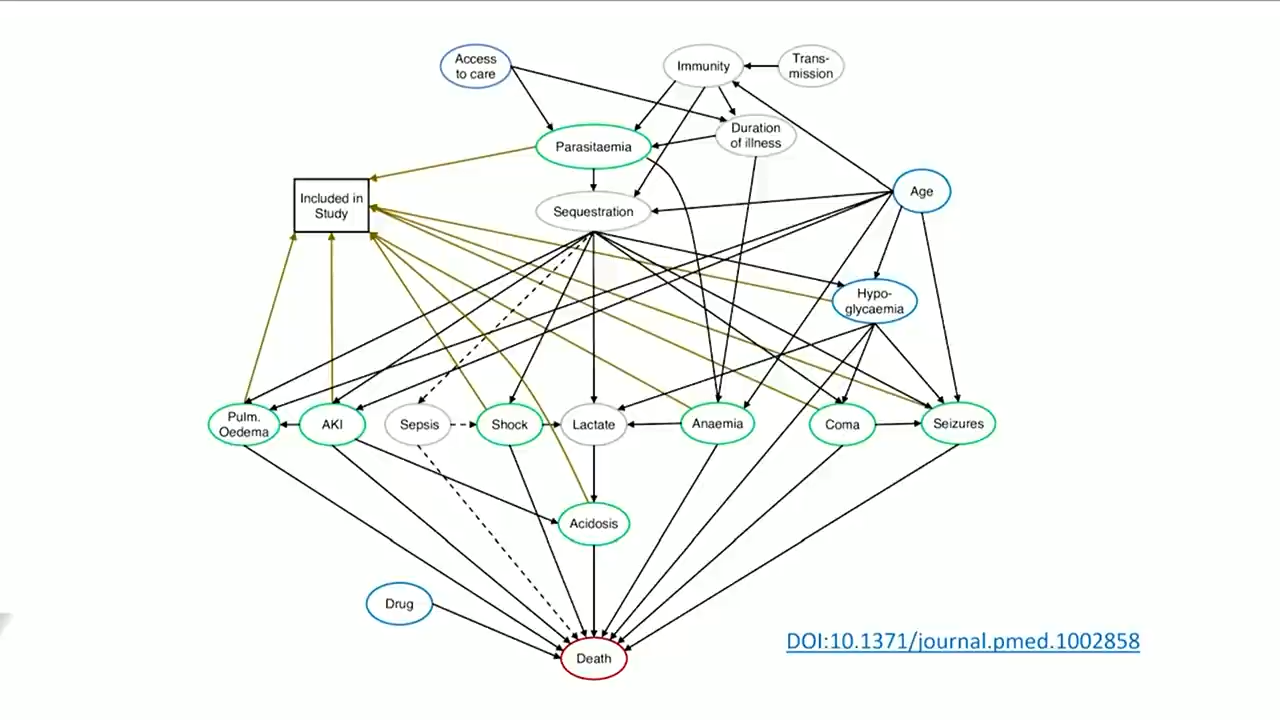 Access
to care
Immunity
Trans-
mission
Parasitaemia
Duration
of illness
Included in
Study
Sequestration
Age
Hypo-
glycaemia
Pulm.
Oedema
AKI
Sepsis
Shock
Lactate
Anaemia
Coma
Seizures
Acidosis
Drug
Death
DOI:10.1371/journal.pmed.1002858